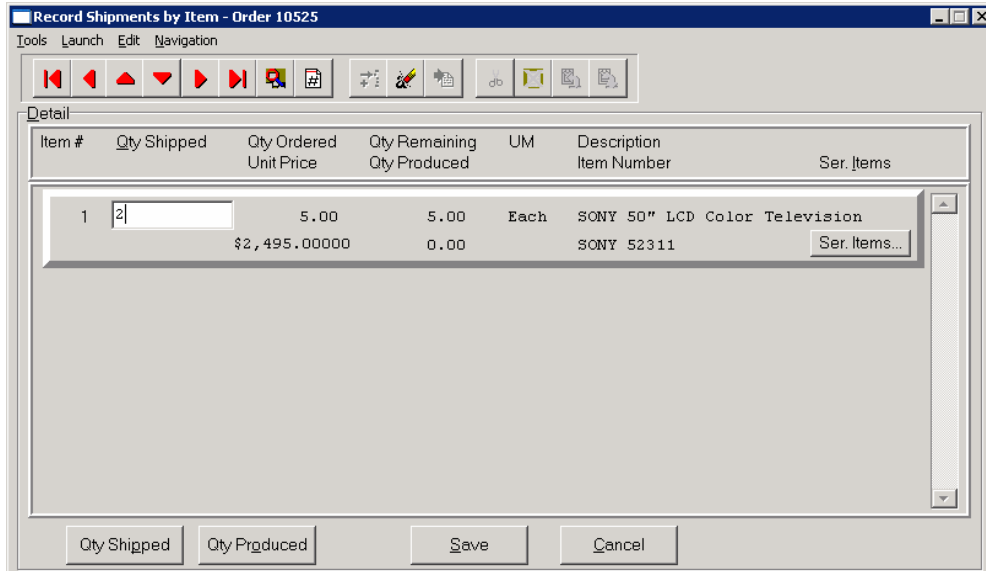 Record Shipments by Item - Order 10525
Tools Launch Edit Navigation
Detail
Item # Qty Shipped Qty Ordered Qty Remaining UM Description
Unit Price Qty Produced Item Number Ser. Items
1 2 5.00 5.00 Each SONY 50" LCD Color Television
$2,495.00000 0.00 SONY 52311 Ser. Items...
Qty Shipped Qty Produced Save Cancel